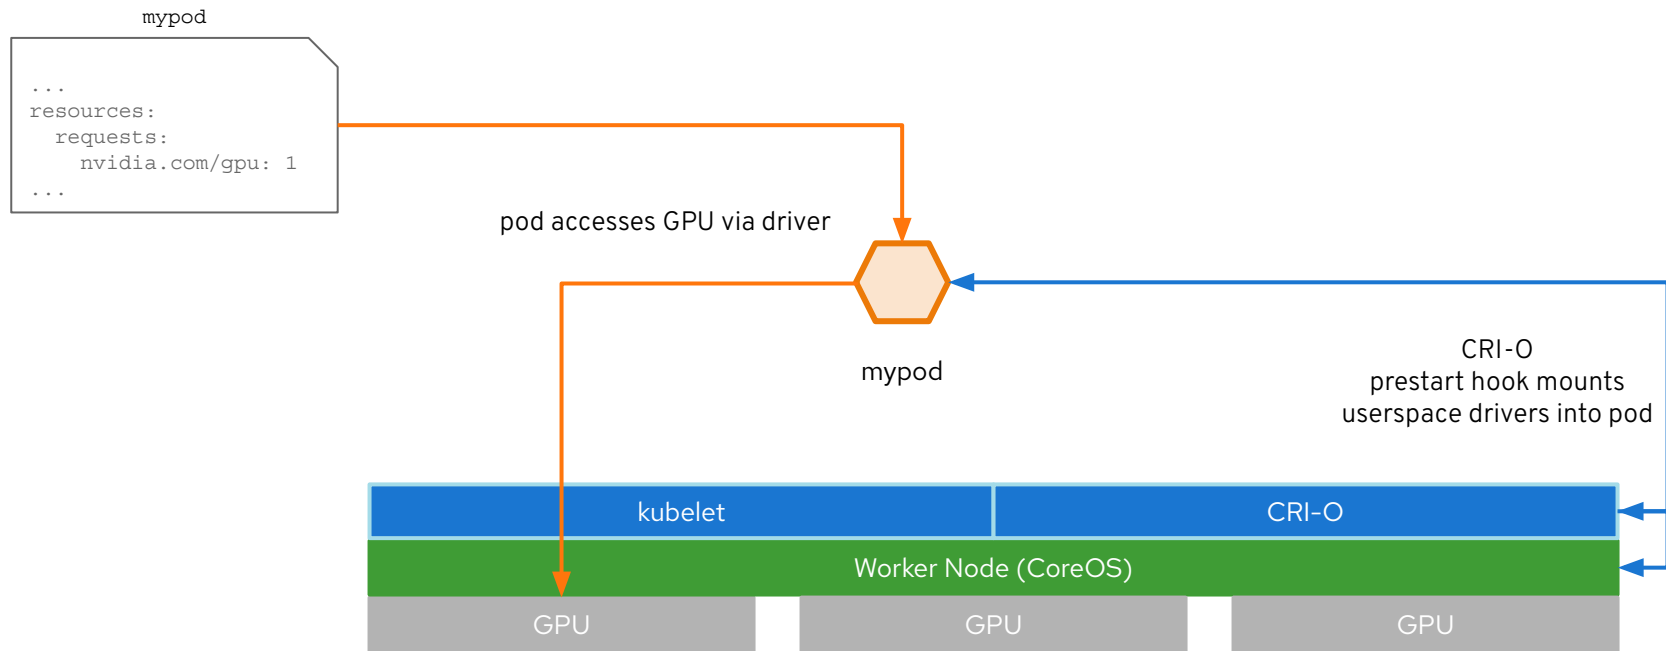 mypod
...
resources:
  requests:
    nvidia.com/gpu: 1
...
pod accesses GPU via driver
mypod
CRI-O
prestart hook mounts
userspace drivers into pod
kubelet
CRI-O
Worker Node (CoreOS)
GPU
GPU
GPU